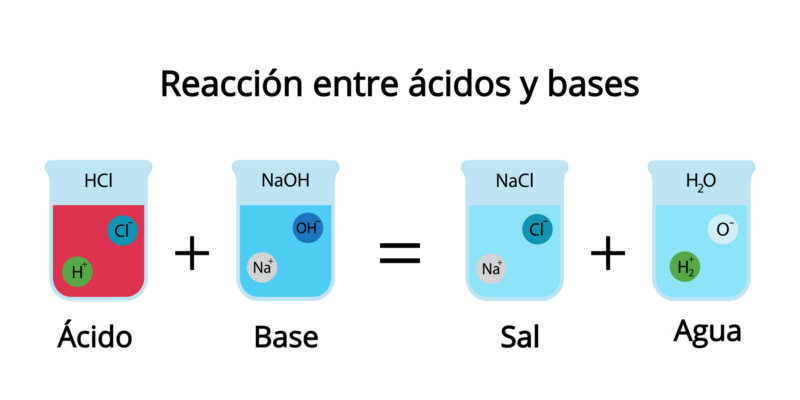 Reacción entre ácidos y bases
HCl NaOH NaCl H₂O
Cl⁻ OH⁻ Cl⁻ O⁻
+ + = +
H⁺ Na⁺ Na⁺ H₂⁺
Ácido Base Sal Agua